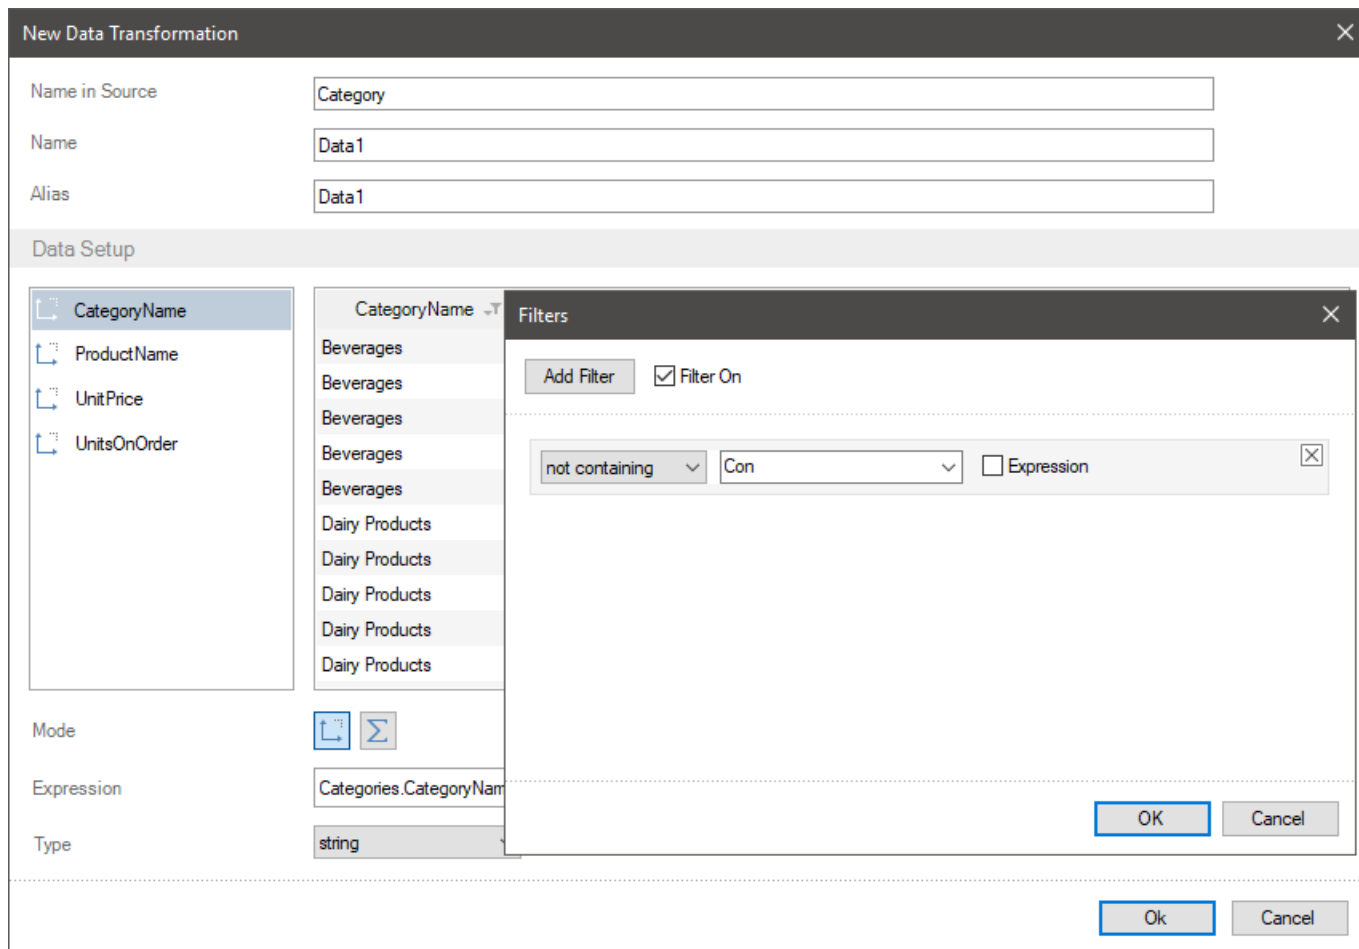 New Data Transformation
Name in Source
Category
Name
Data1
Alias
Data1
Data Setup
CategoryName
ProductName
UnitPrice
UnitsOnOrder
CategoryName
Beverages
Beverages
Beverages
Beverages
Beverages
Dairy Products
Dairy Products
Dairy Products
Dairy Products
Dairy Products
Filters
Add Filter
Filter On
not containing
Con
Expression
OK
Cancel
Mode
Expression
Categories.CategoryNam
Type
string
Ok
Cancel